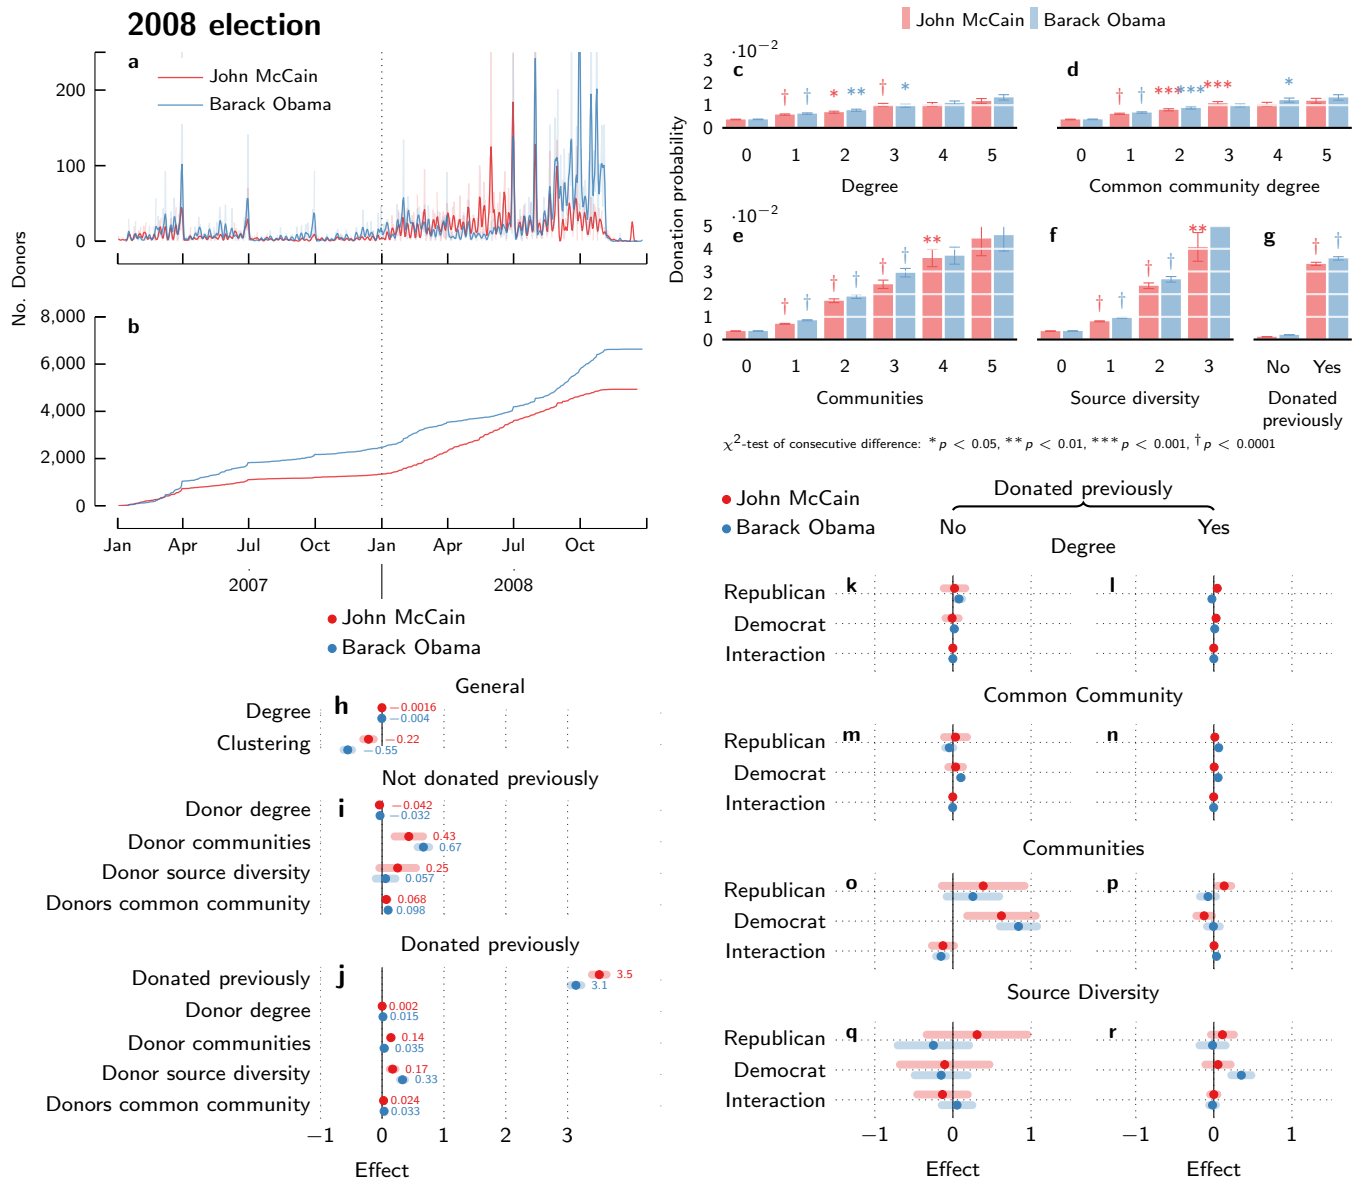 2008 election
a
John McCain
Barack Obama
200
100
0
No. Donors
b
8,000
6,000
4,000
2,000
0
Jan Apr Jul Oct Jan Apr Jul Oct
2007 2008
John McCain Barack Obama
·10⁻²
Donation probability
c
3
2
1
0
† † * ** † *
0 1 2 3 4 5
Degree
·10⁻²
d
† † *** *** *** *
0 1 2 3 4 5
Common community degree
e
5
4
3
2
1
0
† † † † † † **
0 1 2 3 4 5
Communities
f
† † † † **
0 1 2 3
Source diversity
g
† †
No Yes
Donated
previously
χ²-test of consecutive difference: * p < 0.05, ** p < 0.01, *** p < 0.001, † p < 0.0001
John McCain
Barack Obama
General
h
Degree −0.0016
−0.004
Clustering −0.22
−0.55
Not donated previously
i
Donor degree −0.042
−0.032
Donor communities 0.43
0.67
Donor source diversity 0.25
0.057
Donors common community 0.068
0.098
Donated previously
j
Donated previously 3.5
3.1
Donor degree 0.002
0.015
Donor communities 0.14
0.035
Donor source diversity 0.17
0.33
Donors common community 0.024
0.033
−1 0 1 2 3
Effect
John McCain
Barack Obama
Donated previously
No Yes
Degree
k l
Republican
Democrat
Interaction
Common Community
m n
Republican
Democrat
Interaction
Communities
o p
Republican
Democrat
Interaction
Source Diversity
q r
Republican
Democrat
Interaction
−1 0 1 −1 0 1
Effect Effect